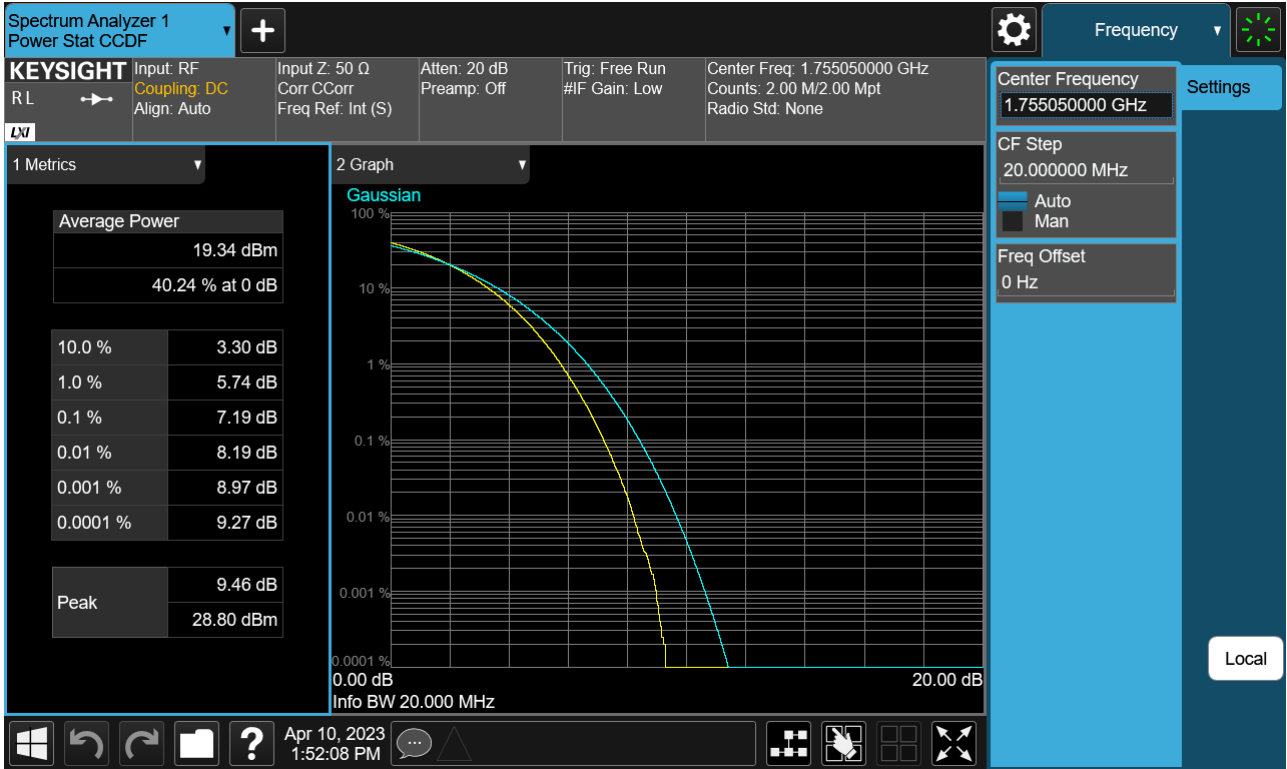 Spectrum Analyzer 1
Power Stat CCDF
Frequency
KEYSIGHT
R L
LXI
Input: RF
Coupling: DC
Align: Auto
Input Z: 50 Ω
Corr CCorr
Freq Ref: Int (S)
Atten: 20 dB
Preamp: Off
Trig: Free Run
#IF Gain: Low
Center Freq: 1.755050000 GHz
Counts: 2.00 M/2.00 Mpt
Radio Std: None
1 Metrics
Average Power
19.34 dBm
40.24 % at 0 dB
10.0 % 3.30 dB
1.0 % 5.74 dB
0.1 % 7.19 dB
0.01 % 8.19 dB
0.001 % 8.97 dB
0.0001 % 9.27 dB
Peak
9.46 dB
28.80 dBm
2 Graph
Gaussian
100 %
10 %
1 %
0.1 %
0.01 %
0.001 %
0.0001 %
0.00 dB 20.00 dB
Info BW 20.000 MHz
Center Frequency
1.755050000 GHz
CF Step
20.000000 MHz
Auto
Man
Freq Offset
0 Hz
Settings
Local
?
Apr 10, 2023
1:52:08 PM